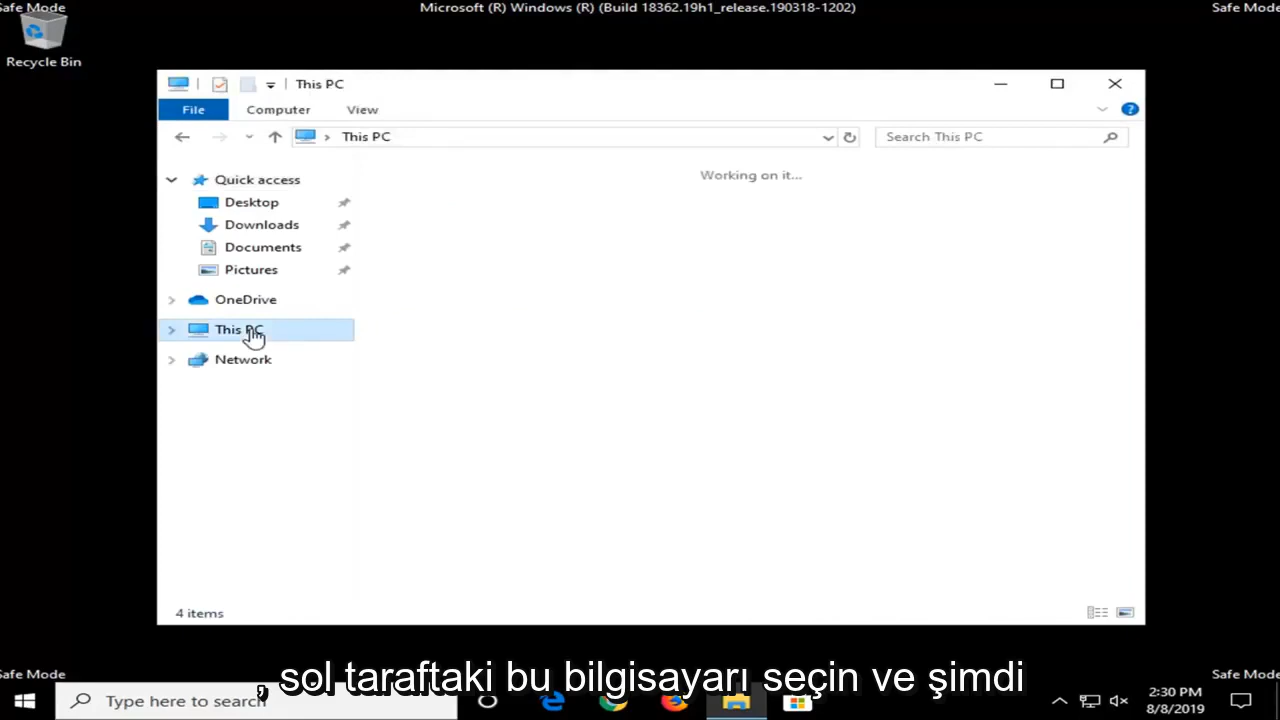 Safe Mode
Microsoft (R) Windows (R) (Build 18362.19h1_release.190318-1202)
Safe Mode
Recycle Bin
This PC
File
Computer
View
This PC
Search This PC
Working on it...
Quick access
Desktop
Downloads
Documents
Pictures
OneDrive
This PC
Network
4 items
Safe Mode
Safe Mode
, sol taraftaki bu bilgisayarı seçin ve şimdi
Type here to search
2:30 PM
8/8/2019